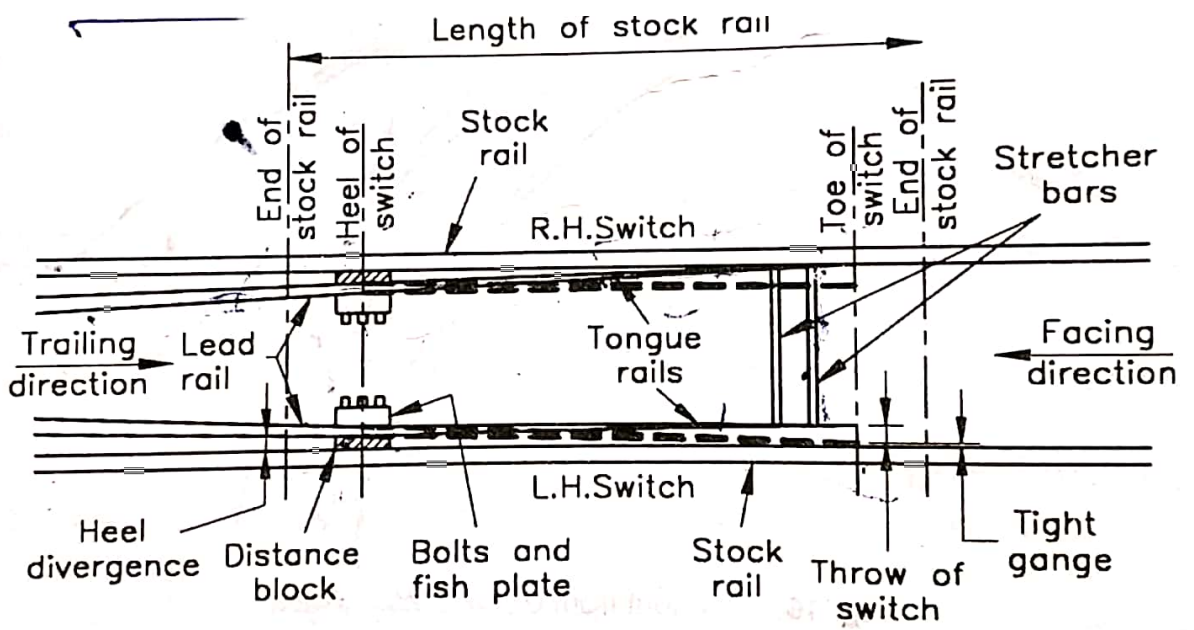 Length of stock rail
End of
stock rail
Heel of
switch
Stock
rail
Toe of
switch
End of
stock rail
Stretcher
bars
R.H.Switch
Trailing
direction
Lead
rail
Tongue
rails
Facing
direction
L.H.Switch
Heel
divergence
Distance
block
Bolts and
fish plate
Stock
rail
Throw of
switch
Tight
gange